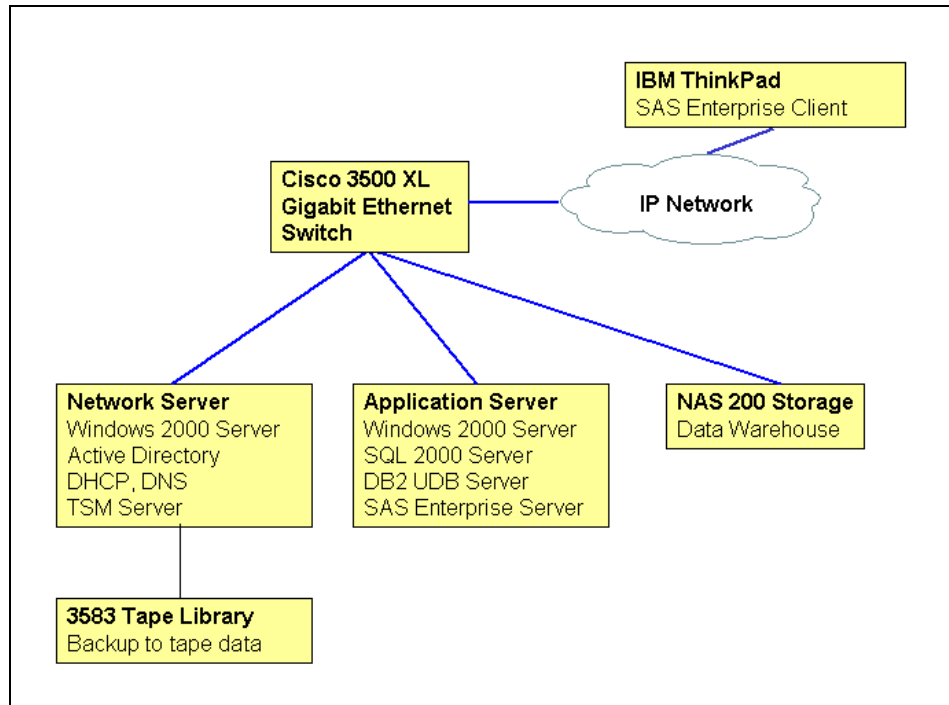 IBM ThinkPad
SAS Enterprise Client
Cisco 3500 XL
Gigabit Ethernet
Switch
IP Network
Network Server
Windows 2000 Server
Active Directory
DHCP, DNS
TSM Server
Application Server
Windows 2000 Server
SQL 2000 Server
DB2 UDB Server
SAS Enterprise Server
NAS 200 Storage
Data Warehouse
3583 Tape Library
Backup to tape data